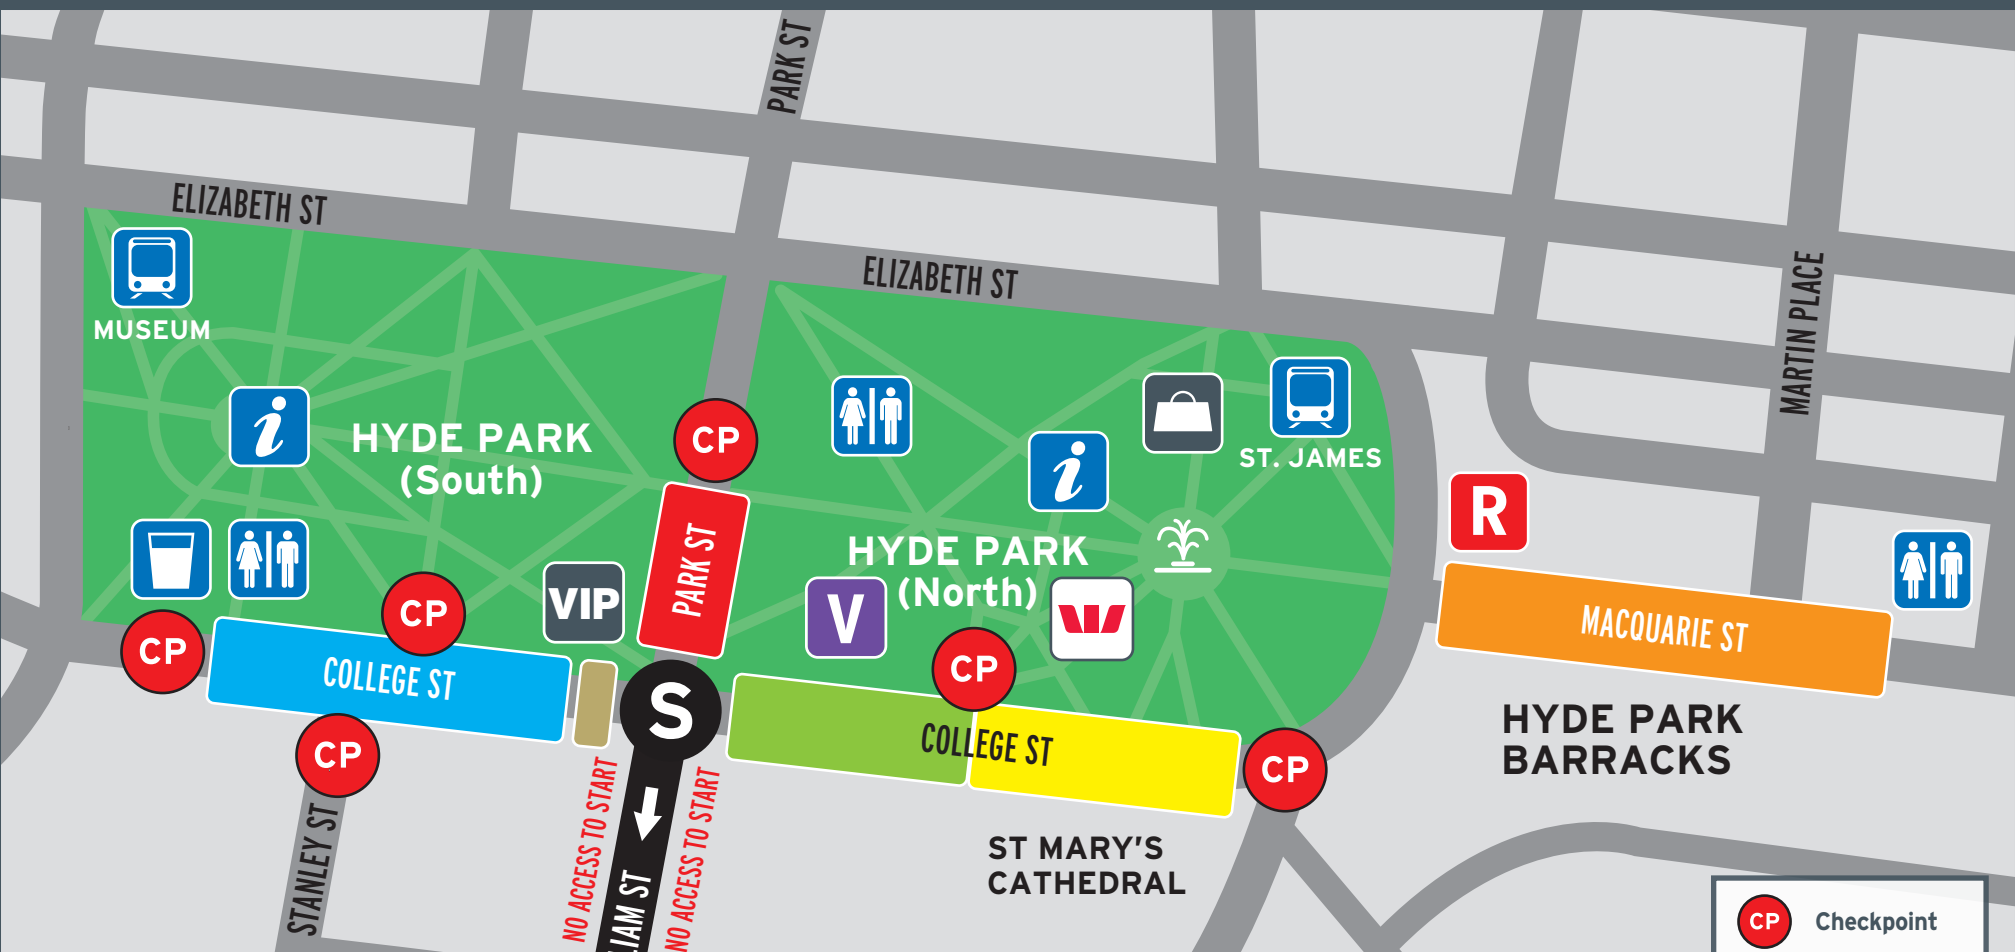 PARK ST
ELIZABETH ST
ELIZABETH ST
MARTIN PLACE
MUSEUM
i
HYDE PARK
(South)
CP
i
ST. JAMES
R
HYDE PARK
(North)
VIP
PARK ST
V
CP
CP
COLLEGE ST
CP
CP
S
COLLEGE ST
CP
MACQUARIE ST
HYDE PARK
BARRACKS
ST MARY'S
CATHEDRAL
STANLEY ST
NO ACCESS TO START
LIAM ST
NO ACCESS TO START
CP Checkpoint